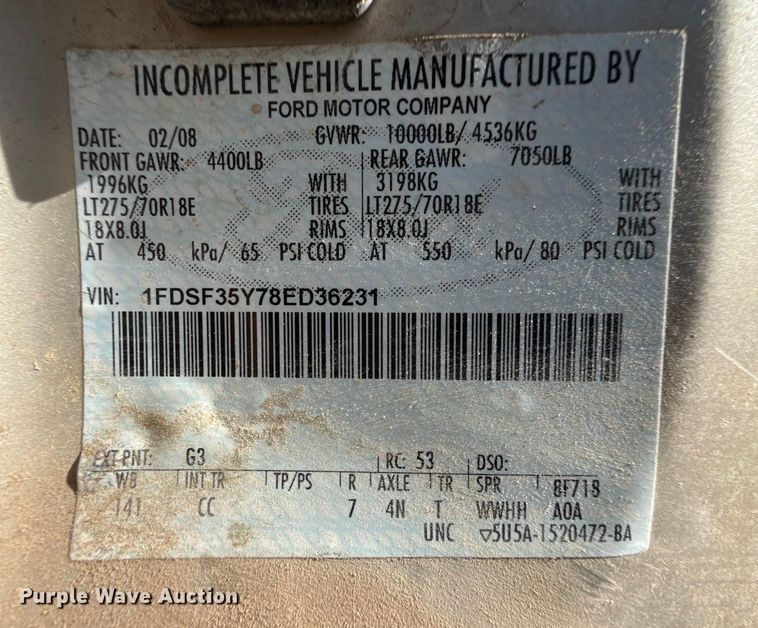 INCOMPLETE VEHICLE MANUFACTURED BY
FORD MOTOR COMPANY
DATE: 02/08 GVWR: 10000LB/ 4536KG
FRONT GAWR: 4400LB REAR GAWR: 7050LB
1996KG WITH 3198KG WITH
LT275/70R18E TIRES LT275/70R18E TIRES
18X8.0J RIMS 18X8.0J RIMS
AT 450 kPa/ 65 PSI COLD AT 550 kPa/ 80 PSI COLD
VIN: 1FDSF35Y78ED36231
EXT PNT: G3 RC: 53 DSO:
WB INT TR TP/PS R AXLE TR SPR 8F718
141 CC 7 4N T WWHH A0A
UNC ▽5U5A-1520472-BA
Purple Wave Auction